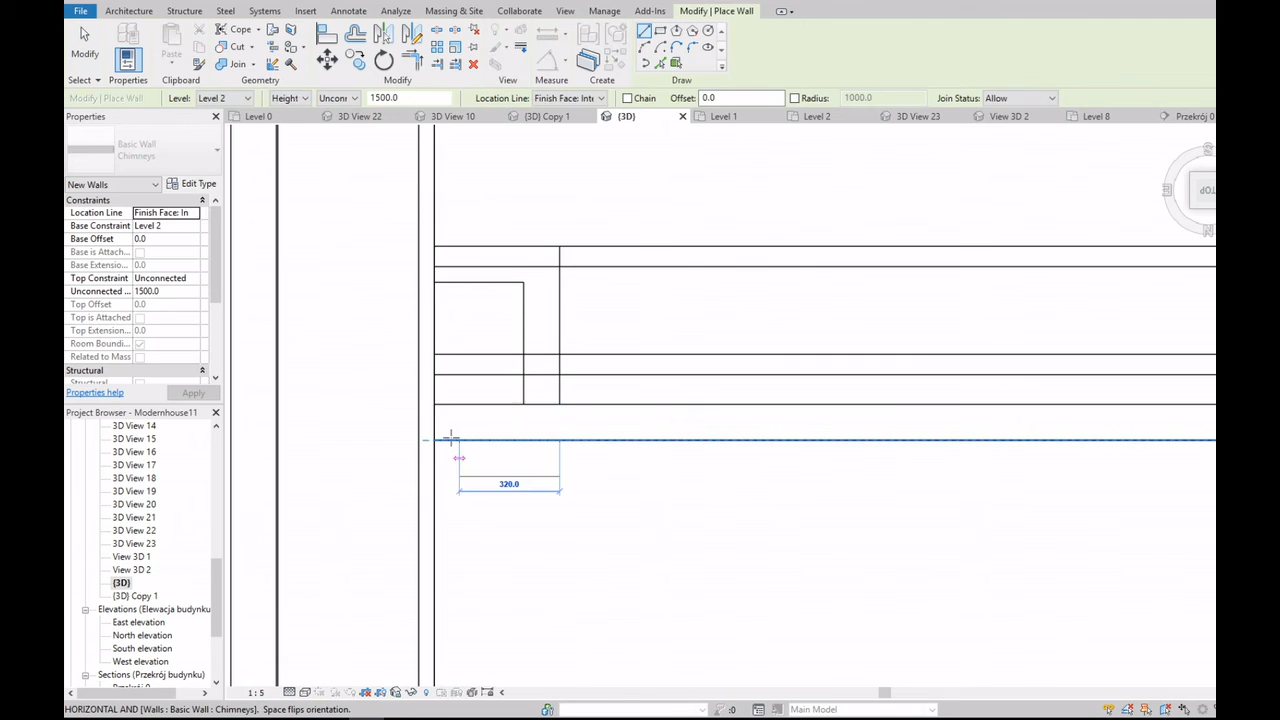 File Architecture Structure Steel Systems Insert Annotate Analyze Massing & Site Collaborate View Manage Add-Ins Modify | Place Wall
Modify Properties Paste Cope Cut Join
Select Properties Clipboard Geometry Modify View Measure Create Draw
Modify | Place Wall Level: Level 2 Height Unconr 1500.0 Location Line: Finish Face: Inte Chain Offset: 0.0 Radius: 1000.0 Join Status: Allow
Properties Level 0 3D View 22 3D View 10 {3D} Copy 1 {3D} Level 1 Level 2 3D View 23 View 3D 2 Level 8 Przekrój 0
Basic Wall
Chimneys
New Walls Edit Type
Constraints
Location Line Finish Face: In
Base Constraint Level 2
Base Offset 0.0
Base is Attach...
Base Extensio... 0.0
Top Constraint Unconnected
Unconnected ... 1500.0
Top Offset 0.0
Top is Attached
Top Extension... 0.0
Room Boundi...
Related to Mass
Structural
Properties help Apply
Project Browser - Modernhouse11
3D View 14
3D View 15
3D View 16
3D View 17
3D View 18
3D View 19
3D View 20
3D View 21
3D View 22
3D View 23
View 3D 1
View 3D 2
{3D}
{3D} Copy 1
Elevations (Elewacja budynku
East elevation
North elevation
South elevation
West elevation
Sections (Przekrój budynku)
TOP
320.0
1 : 5
HORIZONTAL AND [Walls : Basic Wall : Chimneys]. Space flips orientation. :0 Main Model